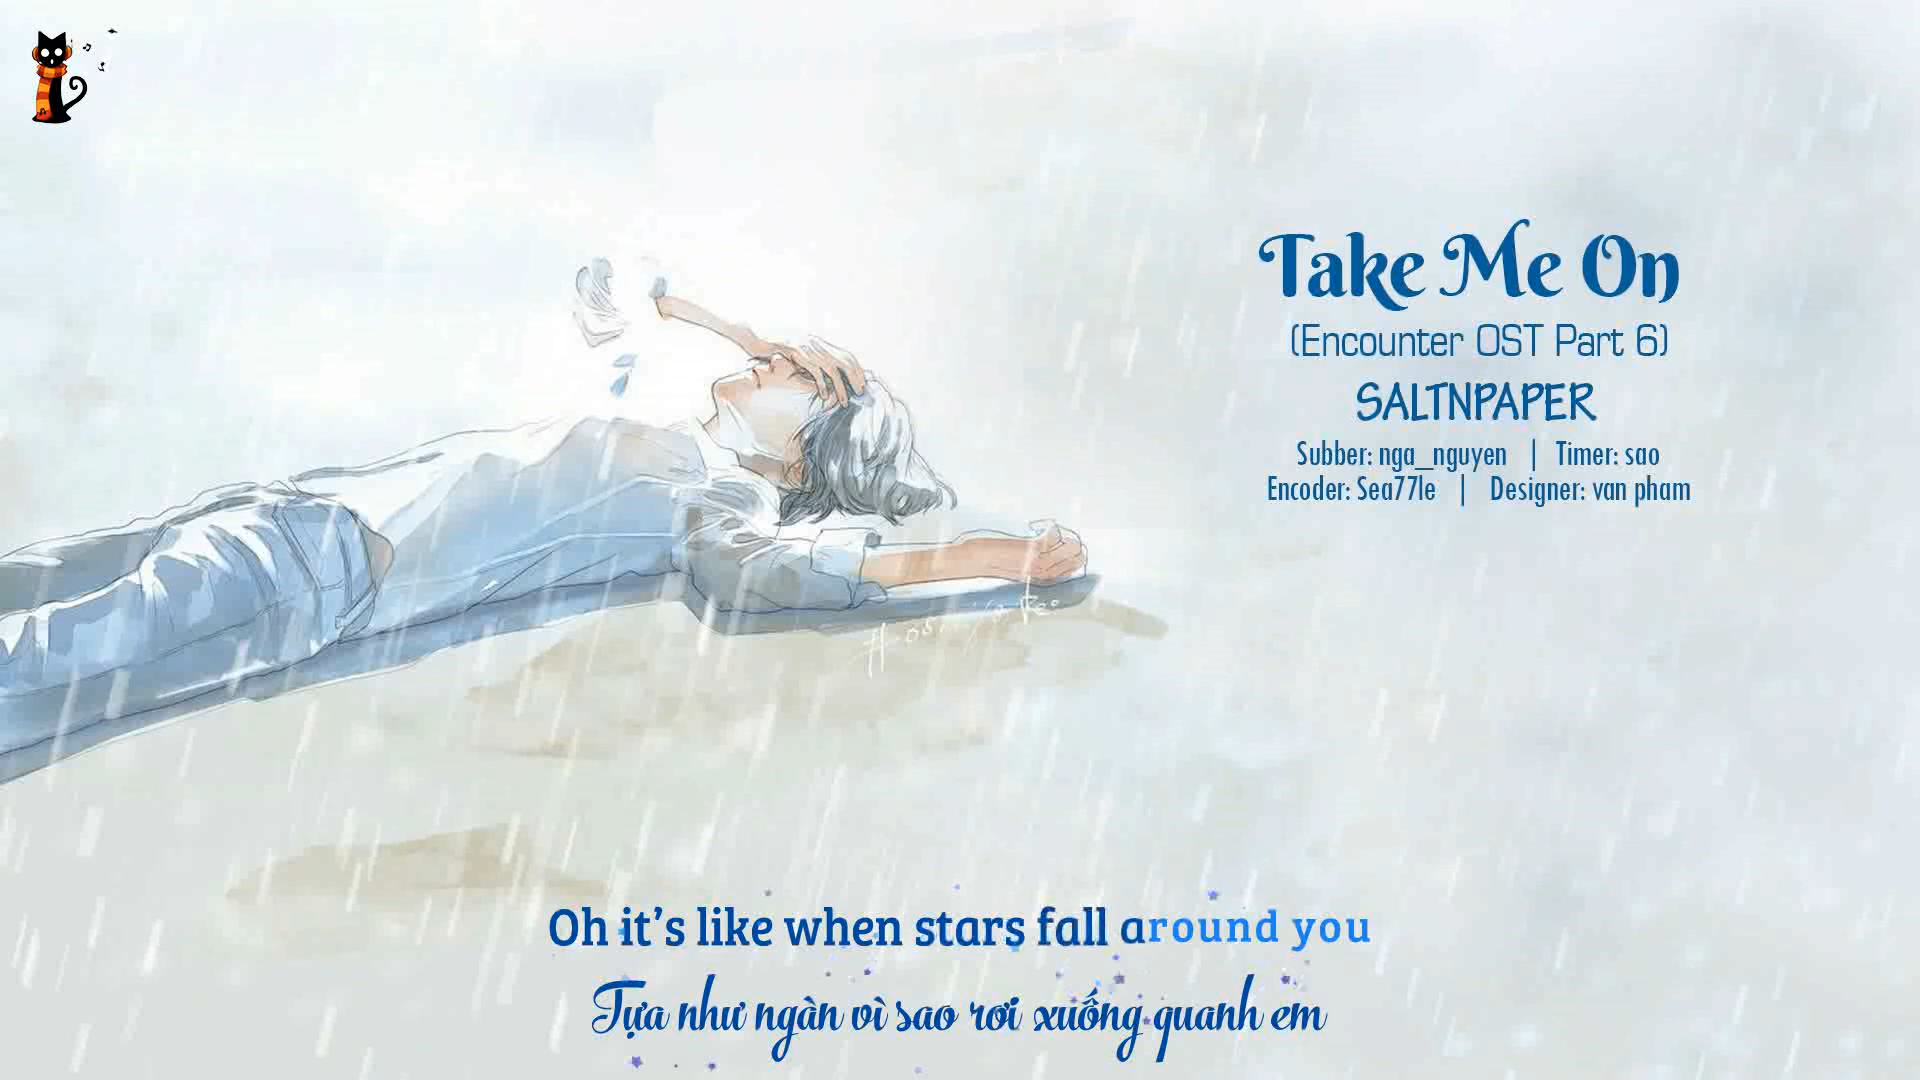 Take Me On
(Encounter OST Part 6)
SALTNPAPER
Subber: nga_nguyen | Timer: sao
Encoder: Sea77le | Designer: van pham
Oh it's like when stars fall around you
Tựa như ngàn vì sao rơi xuống quanh em